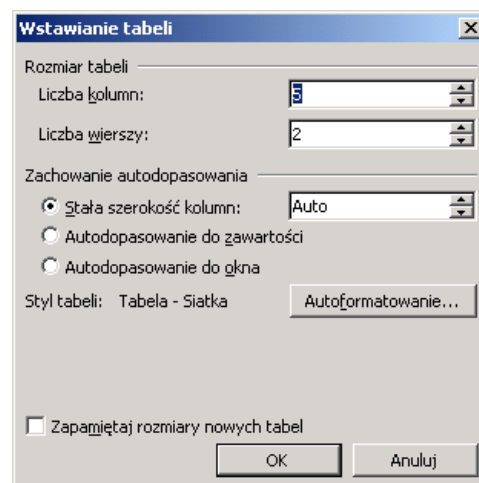 Wstawianie tabeli
Rozmiar tabeli
Liczba kolumn: 5
Liczba wierszy: 2
Zachowanie autodopasowania
Stała szerokość kolumn: Auto
Autodopasowanie do zawartości
Autodopasowanie do okna
Styl tabeli: Tabela - Siatka Autoformatowanie...
Zapamiętaj rozmiary nowych tabel
OK Anuluj